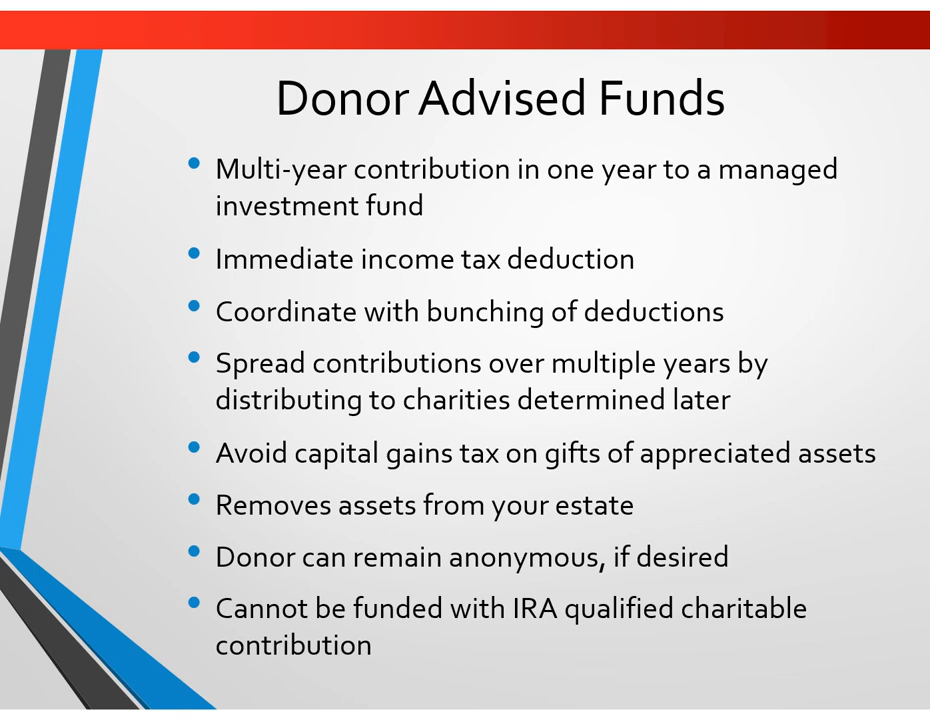 Donor Advised Funds
• Multi-year contribution in one year to a managed
investment fund
• Immediate income tax deduction
• Coordinate with bunching of deductions
• Spread contributions over multiple years by
distributing to charities determined later
• Avoid capital gains tax on gifts of appreciated assets
• Removes assets from your estate
• Donor can remain anonymous, if desired
• Cannot be funded with IRA qualified charitable
contribution